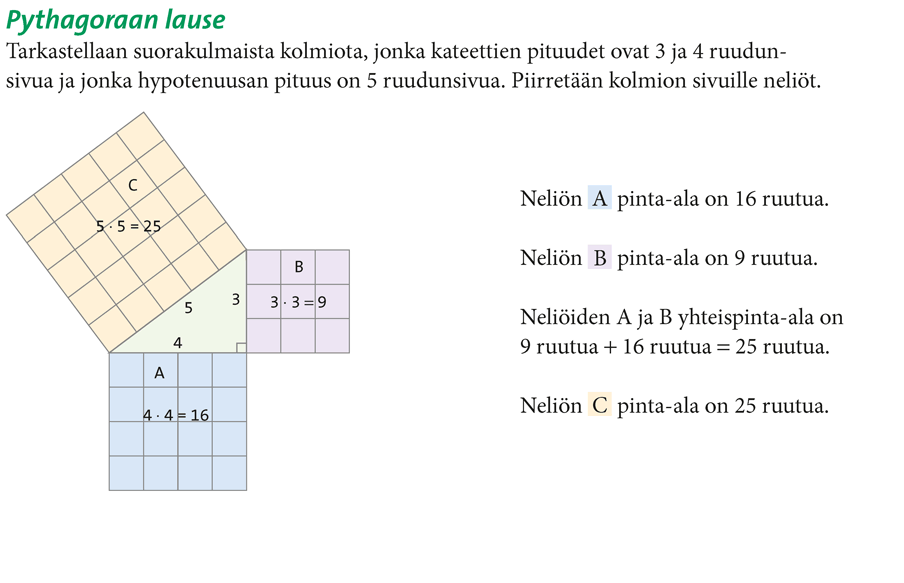 Pythagoraan lause
Tarkastellaan suorakulmaista kolmiota, jonka kateettien pituudet ovat 3 ja 4 ruudun-
sivua ja jonka hypotenuusan pituus on 5 ruudunsivua. Piirretään kolmion sivuille neliöt.
C
5 · 5 = 25
B
3 · 3 = 9
3
5
4
A
4 · 4 = 16
Neliön A pinta-ala on 16 ruutua.
Neliön B pinta-ala on 9 ruutua.
Neliöiden A ja B yhteispinta-ala on
9 ruutua + 16 ruutua = 25 ruutua.
Neliön C pinta-ala on 25 ruutua.